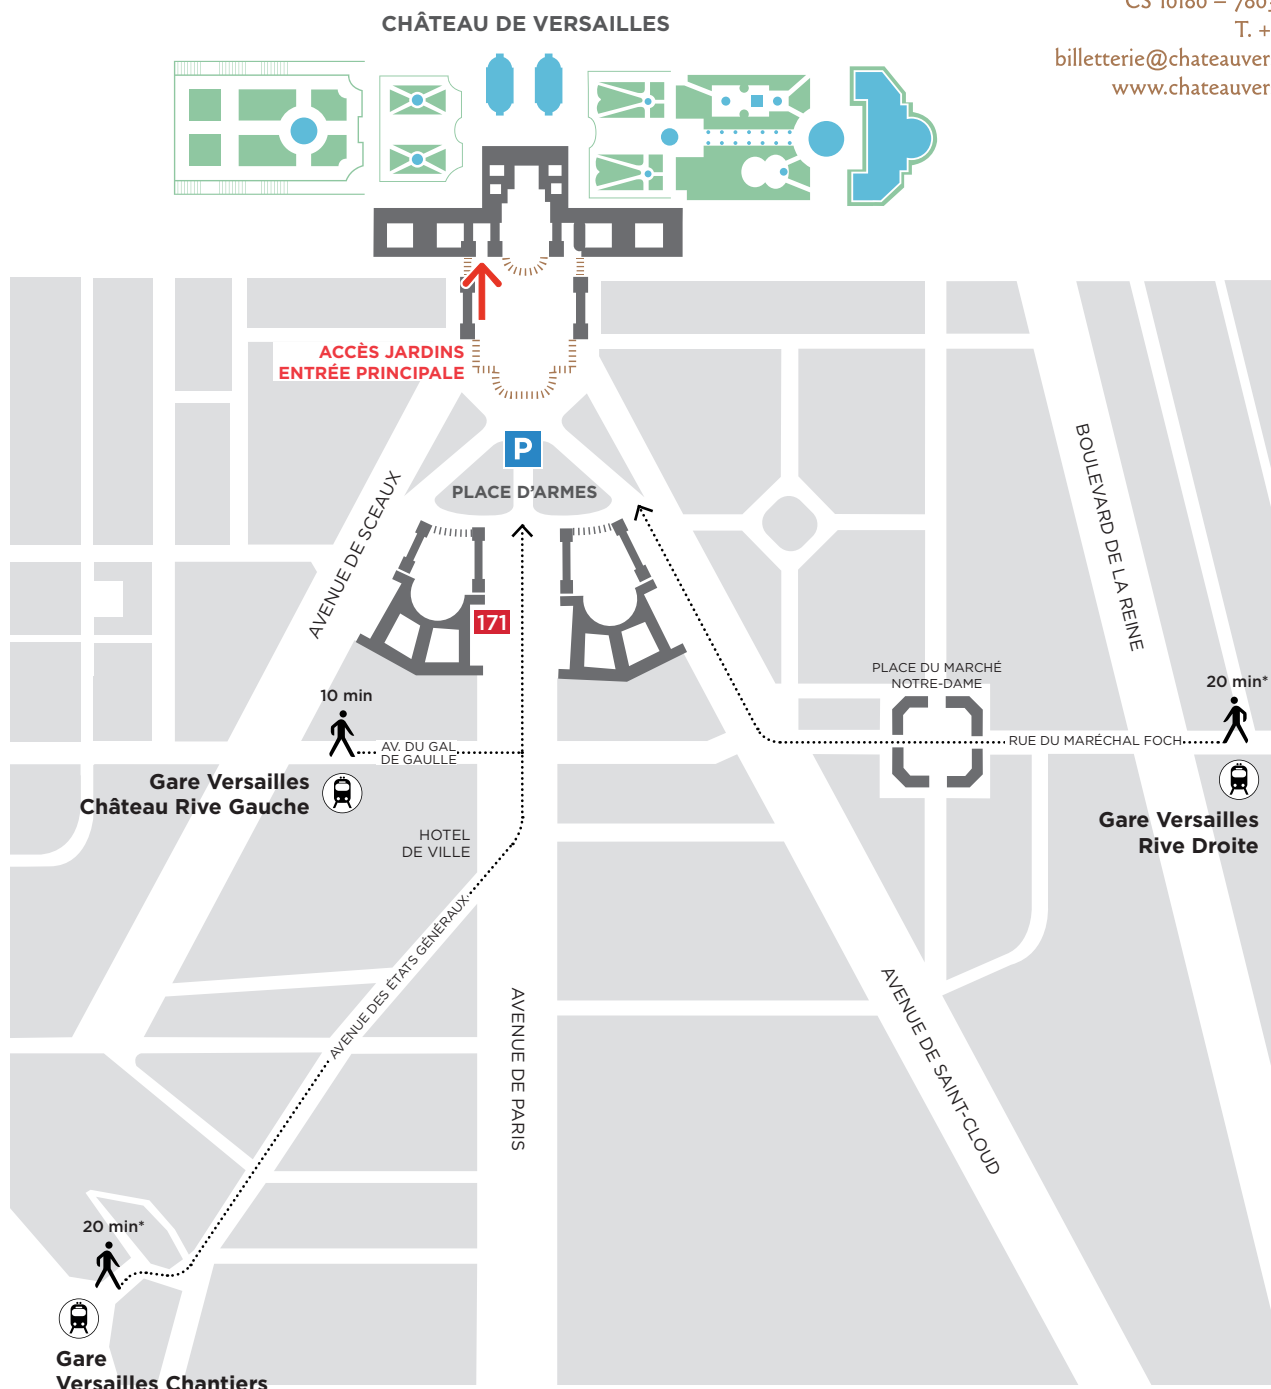 CHÂTEAU DE VERSAILLES
T. +
billetterie@chateauver
www.chateauver
ACCÈS JARDINS
ENTRÉE PRINCIPALE
P
PLACE D'ARMES
AVENUE DE SCEAUX
BOULEVARD DE LA REINE
171
PLACE DU MARCHÉ
NOTRE-DAME
10 min
20 min*
AV. DU GAL
DE GAULLE
RUE DU MARÉCHAL FOCH
Gare Versailles
Château Rive Gauche
Gare Versailles
Rive Droite
HOTEL
DE VILLE
AVENUE DES ÉTATS GÉNÉRAUX
AVENUE DE PARIS
AVENUE DE SAINT-CLOUD
20 min*
Gare
Versailles Chantiers